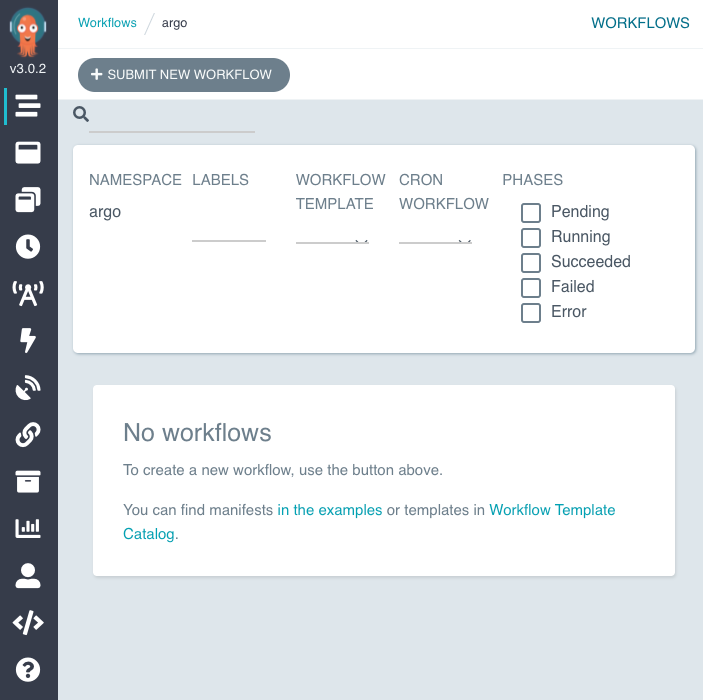 Workflows / argo
WORKFLOWS
v3.0.2
+ SUBMIT NEW WORKFLOW
NAMESPACE
argo
LABELS
WORKFLOW
TEMPLATE
CRON
WORKFLOW
PHASES
Pending
Running
Succeeded
Failed
Error
No workflows
To create a new workflow, use the button above.
You can find manifests in the examples or templates in Workflow Template
Catalog.